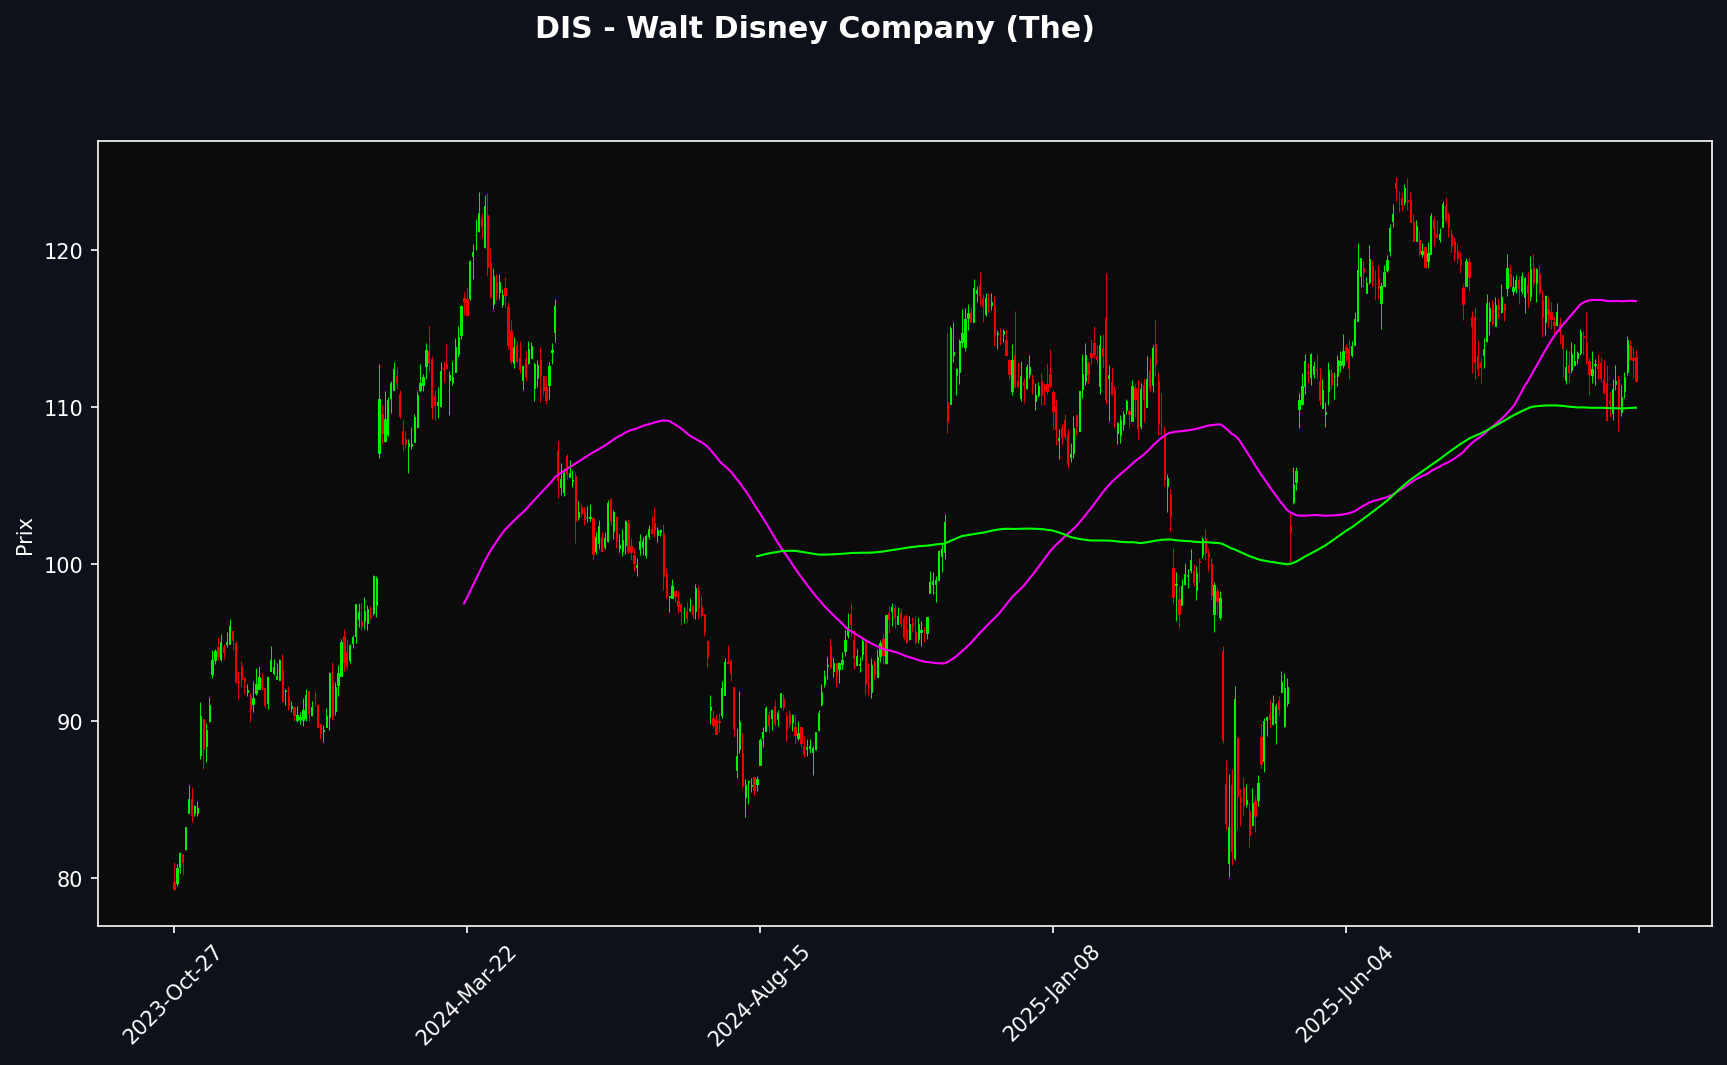 DIS - Walt Disney Company (The)
Prix
120
110
100
90
80
2023-Oct-27
2024-Mar-22
2024-Aug-15
2025-Jan-08
2025-Jun-04